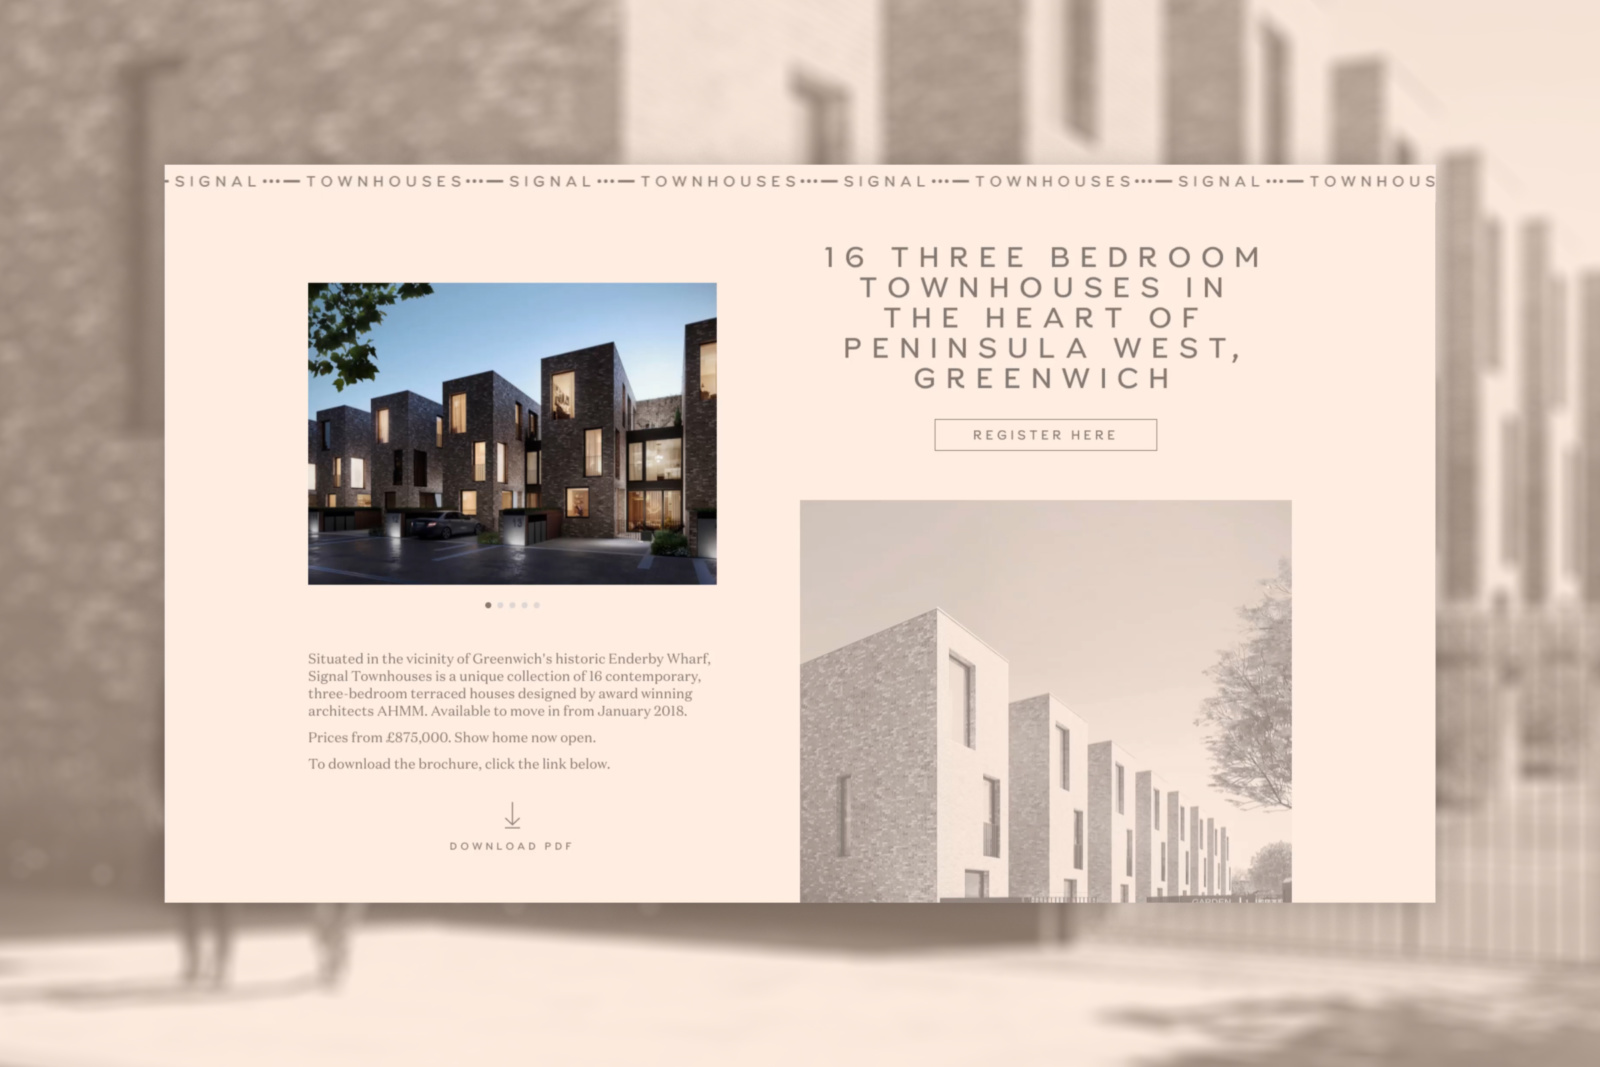 SIGNAL •••— TOWNHOUSES •••— SIGNAL •••— TOWNHOUSES •••— SIGNAL •••— TOWNHOUSES •••— SIGNAL •••— TOWNHOUS
16 THREE BEDROOM
TOWNHOUSES IN
THE HEART OF
PENINSULA WEST,
GREENWICH
REGISTER HERE
Situated in the vicinity of Greenwich's historic Enderby Wharf,
Signal Townhouses is a unique collection of 16 contemporary,
three-bedroom terraced houses designed by award winning
architects AHMM. Available to move in from January 2018.
Prices from £875,000. Show home now open.
To download the brochure, click the link below.
DOWNLOAD PDF